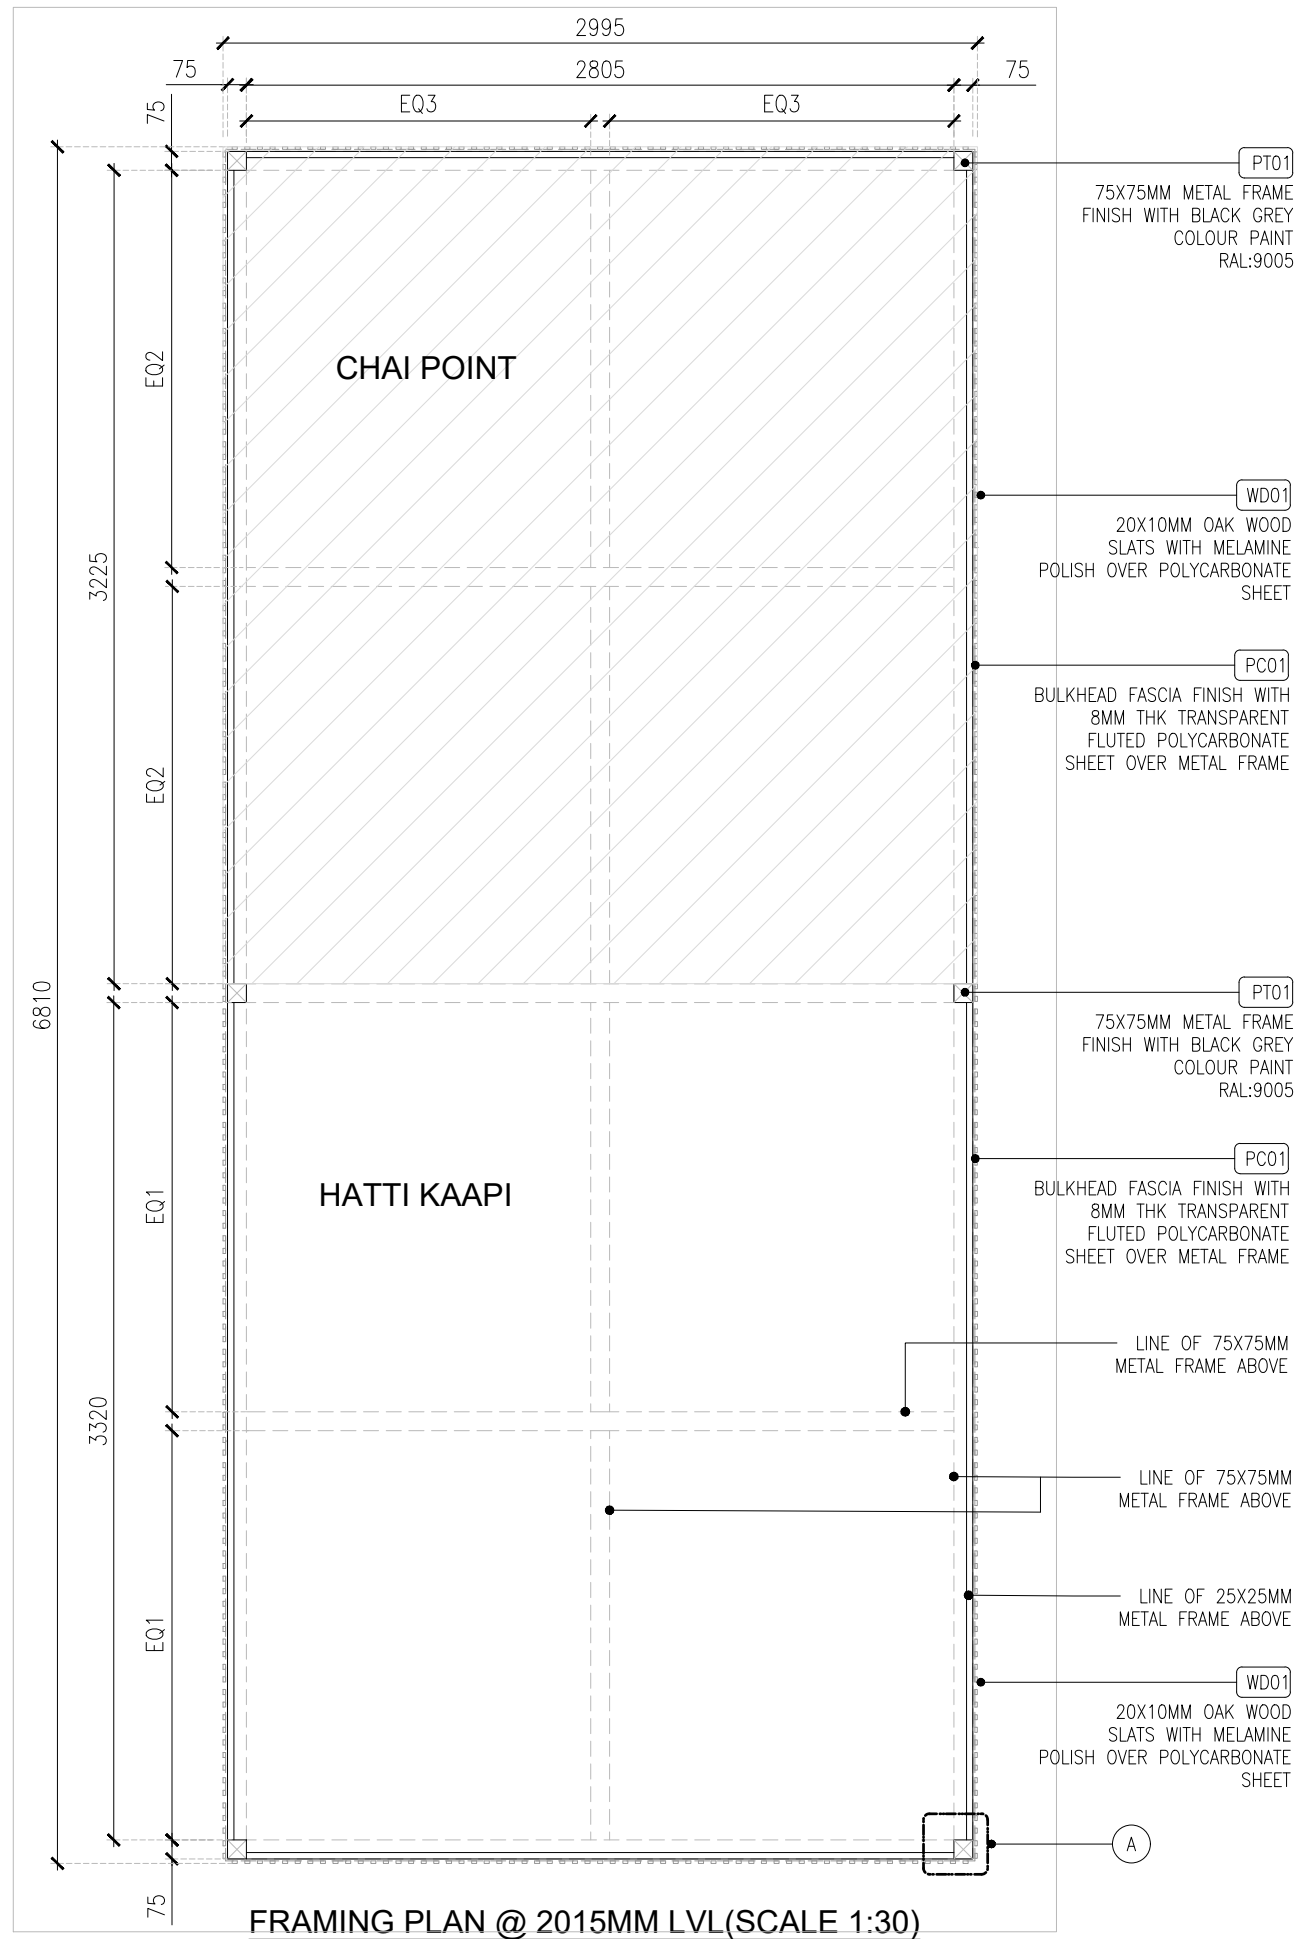 2995
75
2805
75
EQ3
EQ3
75
PT01
75X75MM METAL FRAME
FINISH WITH BLACK GREY
COLOUR PAINT
RAL:9005
CHAI POINT
EQ2
WD01
20X10MM OAK WOOD
SLATS WITH MELAMINE
POLISH OVER POLYCARBONATE
SHEET
3225
PC01
BULKHEAD FASCIA FINISH WITH
8MM THK TRANSPARENT
FLUTED POLYCARBONATE
SHEET OVER METAL FRAME
EQ2
6810
PT01
75X75MM METAL FRAME
FINISH WITH BLACK GREY
COLOUR PAINT
RAL:9005
HATTI KAAPI
EQ1
PC01
BULKHEAD FASCIA FINISH WITH
8MM THK TRANSPARENT
FLUTED POLYCARBONATE
SHEET OVER METAL FRAME
LINE OF 75X75MM
METAL FRAME ABOVE
3320
LINE OF 75X75MM
METAL FRAME ABOVE
LINE OF 25X25MM
METAL FRAME ABOVE
EQ1
WD01
20X10MM OAK WOOD
SLATS WITH MELAMINE
POLISH OVER POLYCARBONATE
SHEET
A
75
FRAMING PLAN @ 2015MM LVL(SCALE 1:30)